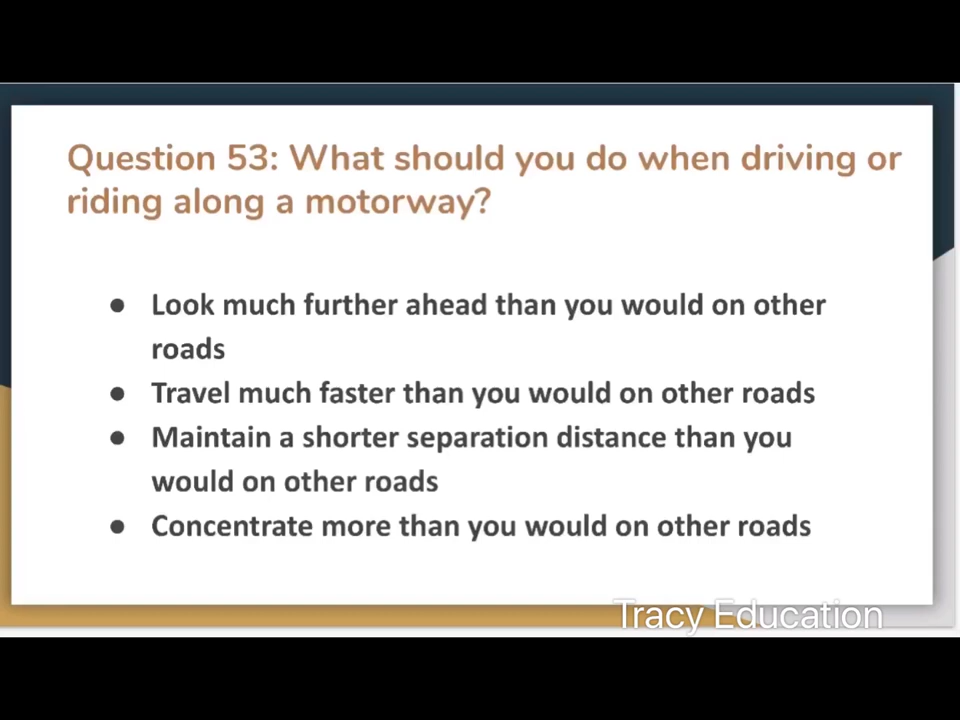 Question 53: What should you do when driving or
riding along a motorway?
● Look much further ahead than you would on other
roads
● Travel much faster than you would on other roads
● Maintain a shorter separation distance than you
would on other roads
● Concentrate more than you would on other roads
Tracy Education